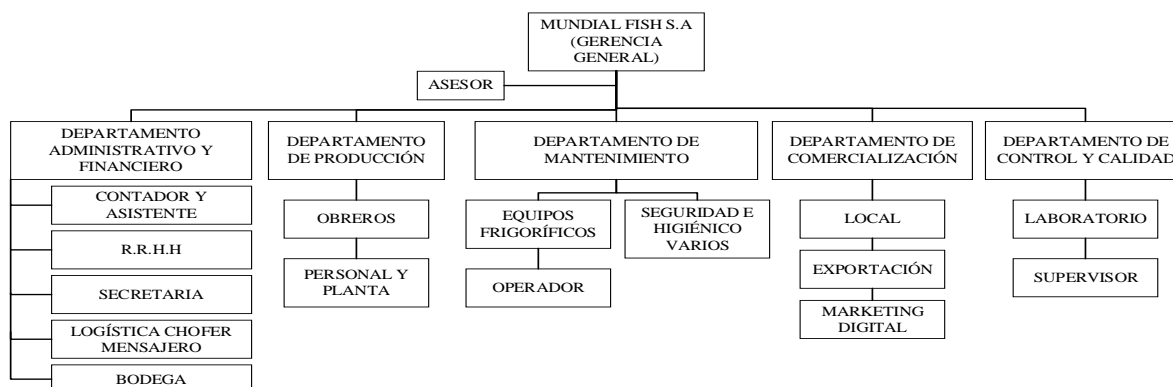 MUNDIAL FISH S.A
(GERENCIA
GENERAL)
ASESOR
DEPARTAMENTO
ADMINISTRATIVO Y
FINANCIERO
CONTADOR Y
ASISTENTE
R.R.H.H
SECRETARIA
LOGÍSTICA CHOFER
MENSAJERO
BODEGA
DEPARTAMENTO
DE PRODUCCIÓN
OBREROS
PERSONAL Y
PLANTA
DEPARTAMENTO DE
MANTENIMIENTO
EQUIPOS
FRIGORÍFICOS
OPERADOR
SEGURIDAD E
HIGIÉNICO
VARIOS
DEPARTAMENTO DE
COMERCIALIZACIÓN
LOCAL
EXPORTACIÓN
MARKETING
DIGITAL
DEPARTAMENTO DE
CONTROL Y CALIDAD
LABORATORIO
SUPERVISOR